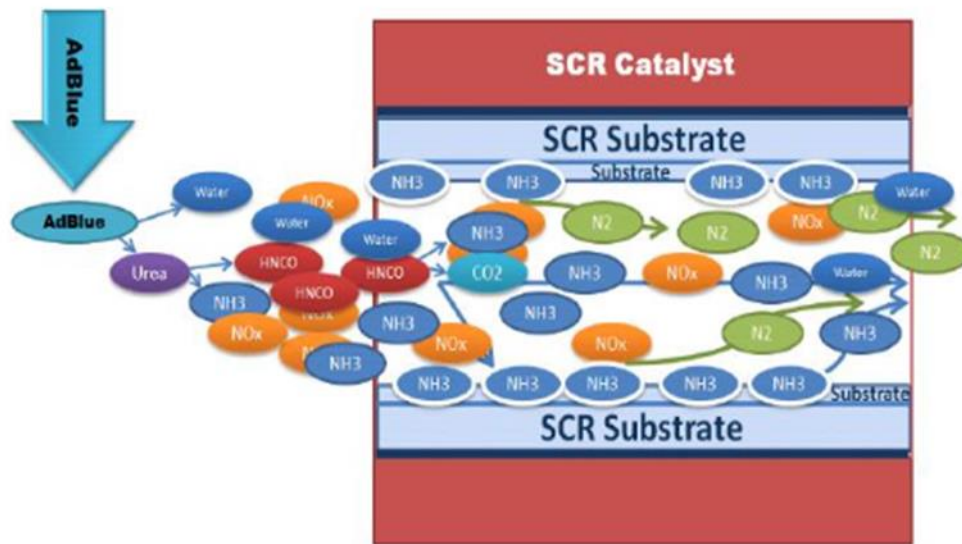 AdBlue
SCR Catalyst
SCR Substrate
Substrate
NH3
NH3
NH3
NH3
Water
NOx
NOx
N2
Water
AdBlue
Water
N2
N2
Water
NH3
N2
Urea
HNCO
HNCO
CO2
NH3
NOx
NH3
Water
NH3
HNCO
NOx
NH3
NOx
NH3
NOx
NOx
N2
NH3
NH3
NH3
NH3
NH3
NH3
NH3
Substrate
SCR Substrate